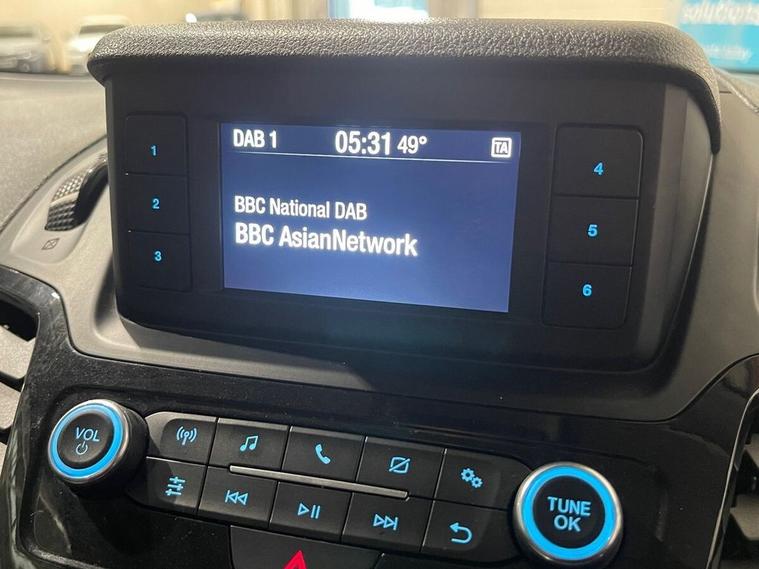 solutions
DAB 1 05:31 49° TA
BBC National DAB
BBC AsianNetwork
1
2
3
4
5
6
VOL
TUNE
OK